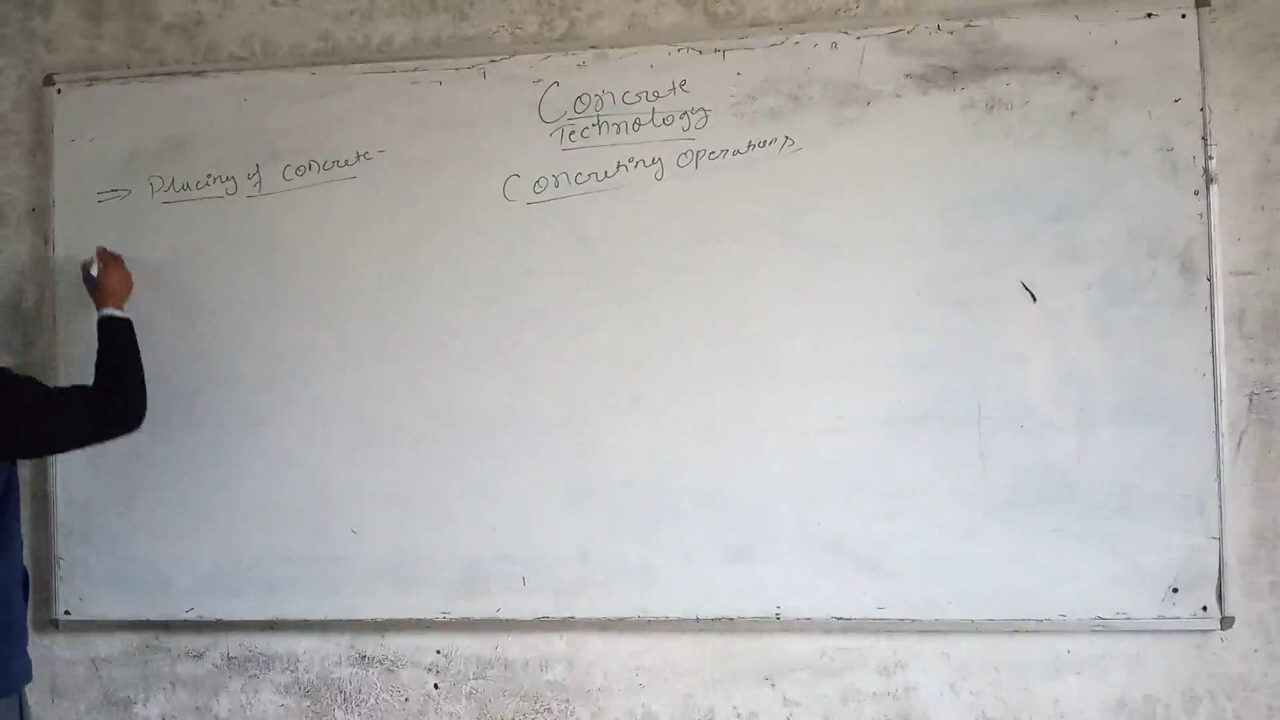 Concrete
Technology
Concreting Operations
⇒ Placing of concrete-